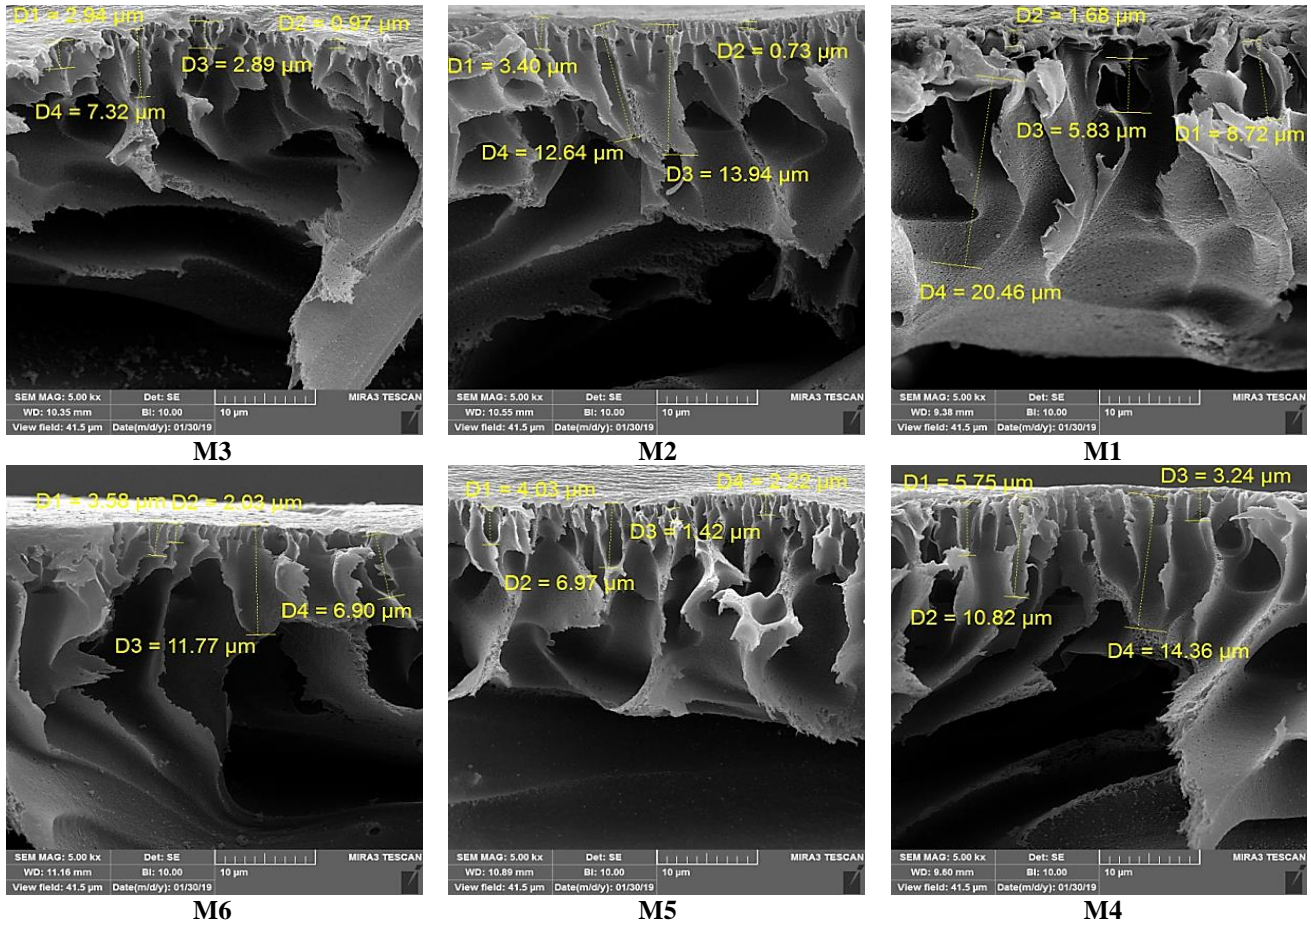 D1 = 2.94 µm
D2 = 0.97 µm
D3 = 2.89 µm
D4 = 7.32 µm
SEM MAG: 5.00 kx Det: SE MIRA3 TESCAN
WD: 10.35 mm BI: 10.00 10 µm
View field: 41.5 µm Date(m/d/y): 01/30/19
M3
D1 = 3.40 µm
D2 = 0.73 µm
D4 = 12.64 µm
D3 = 13.94 µm
SEM MAG: 5.00 kx Det: SE MIRA3 TESCAN
WD: 10.55 mm BI: 10.00 10 µm
View field: 41.5 µm Date(m/d/y): 01/30/19
M2
D2 = 1.68 µm
D3 = 5.83 µm
D1 = 8.72 µm
D4 = 20.46 µm
SEM MAG: 5.00 kx Det: SE MIRA3 TESCAN
WD: 9.38 mm BI: 10.00 10 µm
View field: 41.5 µm Date(m/d/y): 01/30/19
M1
D1 = 3.58 µm
D2 = 2.03 µm
D4 = 6.90 µm
D3 = 11.77 µm
SEM MAG: 5.00 kx Det: SE MIRA3 TESCAN
WD: 11.16 mm BI: 10.00 10 µm
View field: 41.5 µm Date(m/d/y): 01/30/19
M6
D1 = 4.03 µm
D4 = 2.22 µm
D3 = 1.42 µm
D2 = 6.97 µm
SEM MAG: 5.00 kx Det: SE MIRA3 TESCAN
WD: 10.89 mm BI: 10.00 10 µm
View field: 41.5 µm Date(m/d/y): 01/30/19
M5
D3 = 3.24 µm
D1 = 5.75 µm
D2 = 10.82 µm
D4 = 14.36 µm
SEM MAG: 5.00 kx Det: SE MIRA3 TESCAN
WD: 9.60 mm BI: 10.00 10 µm
View field: 41.5 µm Date(m/d/y): 01/30/19
M4